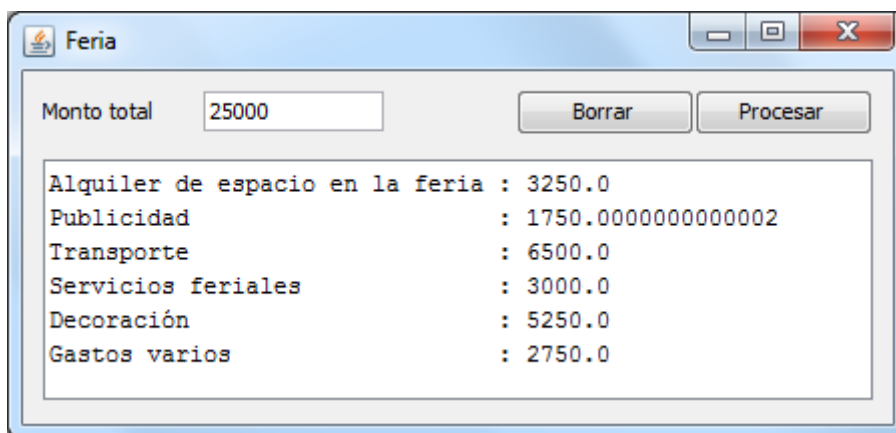 Feria
Monto total 25000 Borrar Procesar
Alquiler de espacio en la feria : 3250.0
Publicidad : 1750.0000000000002
Transporte : 6500.0
Servicios feriales : 3000.0
Decoración : 5250.0
Gastos varios : 2750.0